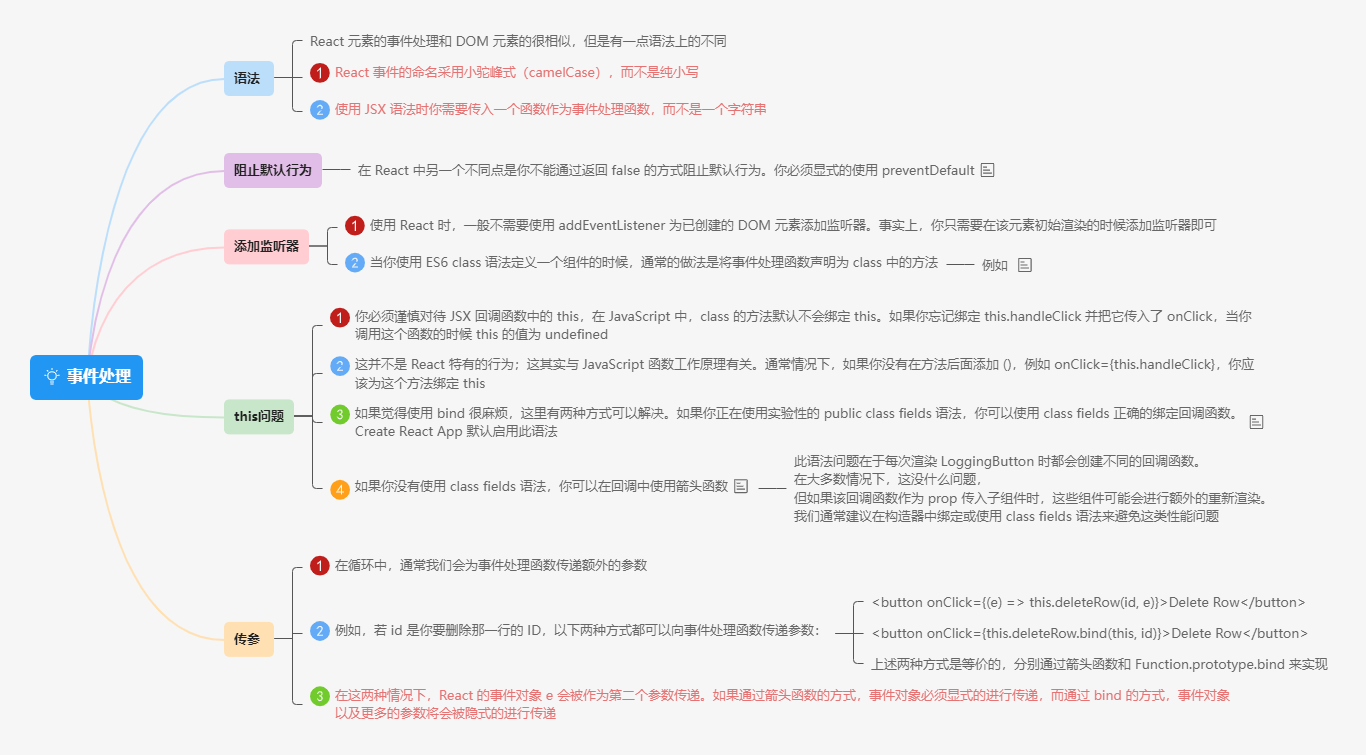 事件处理
语法
React 元素的事件处理和 DOM 元素的很相似，但是有一点语法上的不同
1 React 事件的命名采用小驼峰式（camelCase），而不是纯小写
2 使用 JSX 语法时你需要传入一个函数作为事件处理函数，而不是一个字符串
阻止默认行为
在 React 中另一个不同点是你不能通过返回 false 的方式阻止默认行为。你必须显式的使用 preventDefault
添加监听器
1 使用 React 时，一般不需要使用 addEventListener 为已创建的 DOM 元素添加监听器。事实上，你只需要在该元素初始渲染的时候添加监听器即可
2 当你使用 ES6 class 语法定义一个组件的时候，通常的做法是将事件处理函数声明为 class 中的方法
例如
this问题
1 你必须谨慎对待 JSX 回调函数中的 this，在 JavaScript 中，class 的方法默认不会绑定 this。如果你忘记绑定 this.handleClick 并把它传入了 onClick，当你
调用这个函数的时候 this 的值为 undefined
2 这并不是 React 特有的行为；这其实与 JavaScript 函数工作原理有关。通常情况下，如果你没有在方法后面添加 ()，例如 onClick={this.handleClick}，你应
该为这个方法绑定 this
3 如果觉得使用 bind 很麻烦，这里有两种方式可以解决。如果你正在使用实验性的 public class fields 语法，你可以使用 class fields 正确的绑定回调函数。
Create React App 默认启用此语法
4 如果你没有使用 class fields 语法，你可以在回调中使用箭头函数
此语法问题在于每次渲染 LoggingButton 时都会创建不同的回调函数。
在大多数情况下，这没什么问题，
但如果该回调函数作为 prop 传入子组件时，这些组件可能会进行额外的重新渲染。
我们通常建议在构造器中绑定或使用 class fields 语法来避免这类性能问题
传参
1 在循环中，通常我们会为事件处理函数传递额外的参数
2 例如，若 id 是你要删除那一行的 ID，以下两种方式都可以向事件处理函数传递参数：
<button onClick={(e) => this.deleteRow(id, e)}>Delete Row</button>
<button onClick={this.deleteRow.bind(this, id)}>Delete Row</button>
上述两种方式是等价的，分别通过箭头函数和 Function.prototype.bind 来实现
3 在这两种情况下，React 的事件对象 e 会被作为第二个参数传递。如果通过箭头函数的方式，事件对象必须显式的进行传递，而通过 bind 的方式，事件对象
以及更多的参数将会被隐式的进行传递